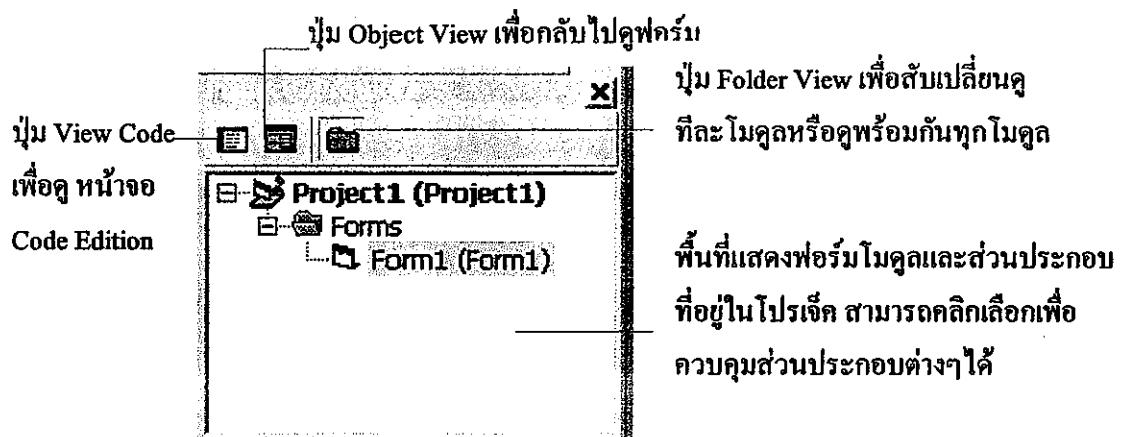 ปุ่ม Object View เพื่อกลับไปดูฟอร์ม
ปุ่ม View Code
เพื่อดู หน้าจอ
Code Edition
ปุ่ม Folder View เพื่อสับเปลี่ยนดู
ทีละโมดูลหรือดูพร้อมกันทุกโมดูล
Project1 (Project1)
Forms
Form1 (Form1)
พื้นที่แสดงฟอร์มโมดูลและส่วนประกอบ
ที่อยู่ในโปรเจ็ค สามารถคลิกเลือกเพื่อ
ควบคุมส่วนประกอบต่างๆได้